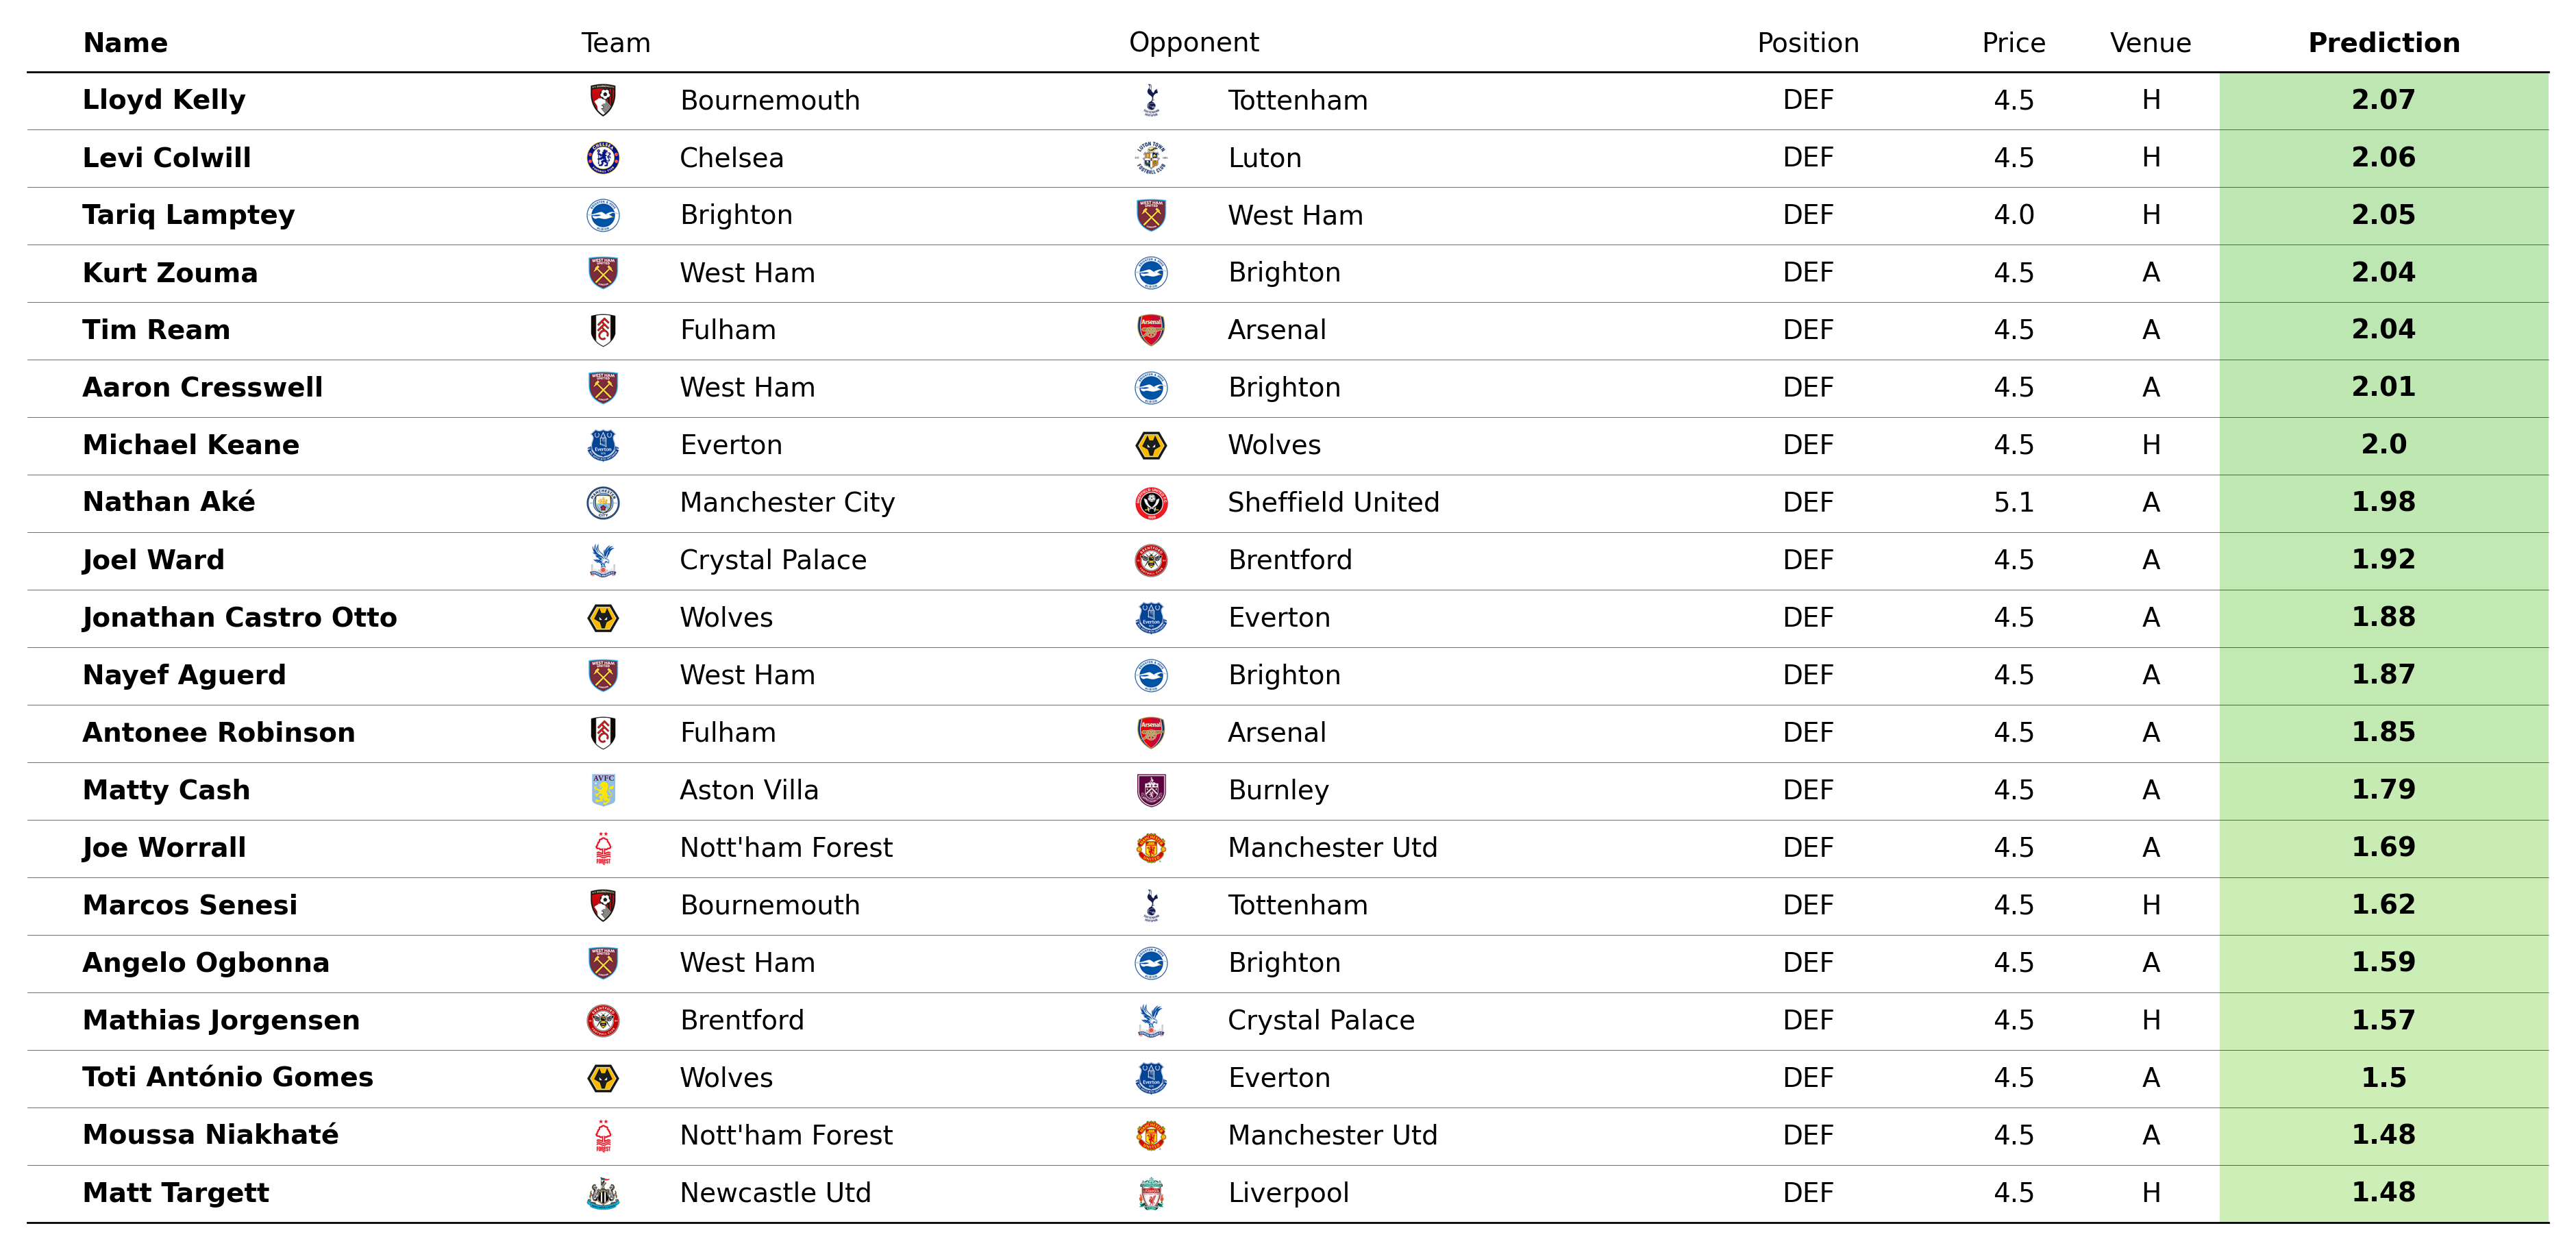 Name Team Opponent Position Price Venue Prediction
Lloyd Kelly Bournemouth Tottenham DEF 4.5 H 2.07
Levi Colwill Chelsea Luton DEF 4.5 H 2.06
Tariq Lamptey Brighton West Ham DEF 4.0 H 2.05
Kurt Zouma West Ham Brighton DEF 4.5 A 2.04
Tim Ream Fulham Arsenal DEF 4.5 A 2.04
Aaron Cresswell West Ham Brighton DEF 4.5 A 2.01
Michael Keane Everton Wolves DEF 4.5 H 2.0
Nathan Aké Manchester City Sheffield United DEF 5.1 A 1.98
Joel Ward Crystal Palace Brentford DEF 4.5 A 1.92
Jonathan Castro Otto Wolves Everton DEF 4.5 A 1.88
Nayef Aguerd West Ham Brighton DEF 4.5 A 1.87
Antonee Robinson Fulham Arsenal DEF 4.5 A 1.85
Matty Cash Aston Villa Burnley DEF 4.5 A 1.79
Joe Worrall Nott'ham Forest Manchester Utd DEF 4.5 A 1.69
Marcos Senesi Bournemouth Tottenham DEF 4.5 H 1.62
Angelo Ogbonna West Ham Brighton DEF 4.5 A 1.59
Mathias Jorgensen Brentford Crystal Palace DEF 4.5 H 1.57
Toti António Gomes Wolves Everton DEF 4.5 A 1.5
Moussa Niakhaté Nott'ham Forest Manchester Utd DEF 4.5 A 1.48
Matt Targett Newcastle Utd Liverpool DEF 4.5 H 1.48